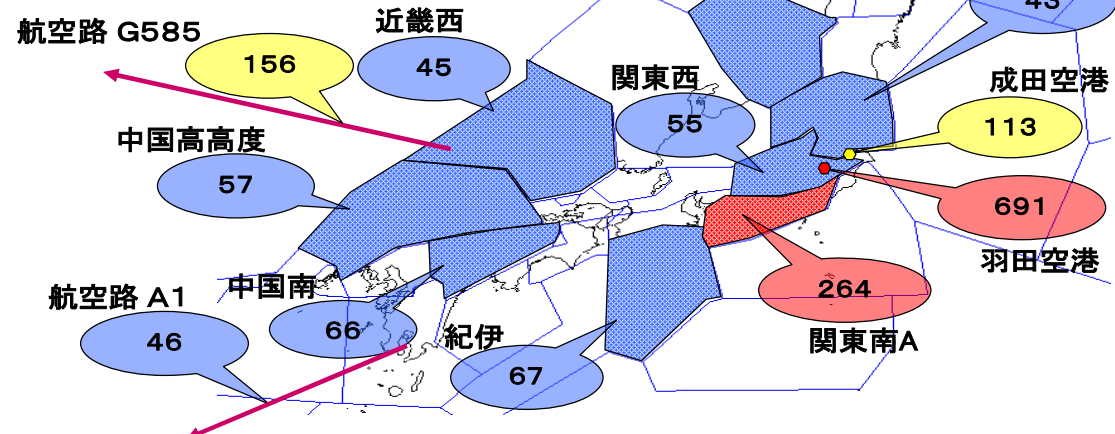 航空路 G585
156
近畿西
45
43
関東西
55
成田空港
113
中国高高度
57
691
羽田空港
264
関東南A
航空路 A1
46
中国南
66
紀伊
67